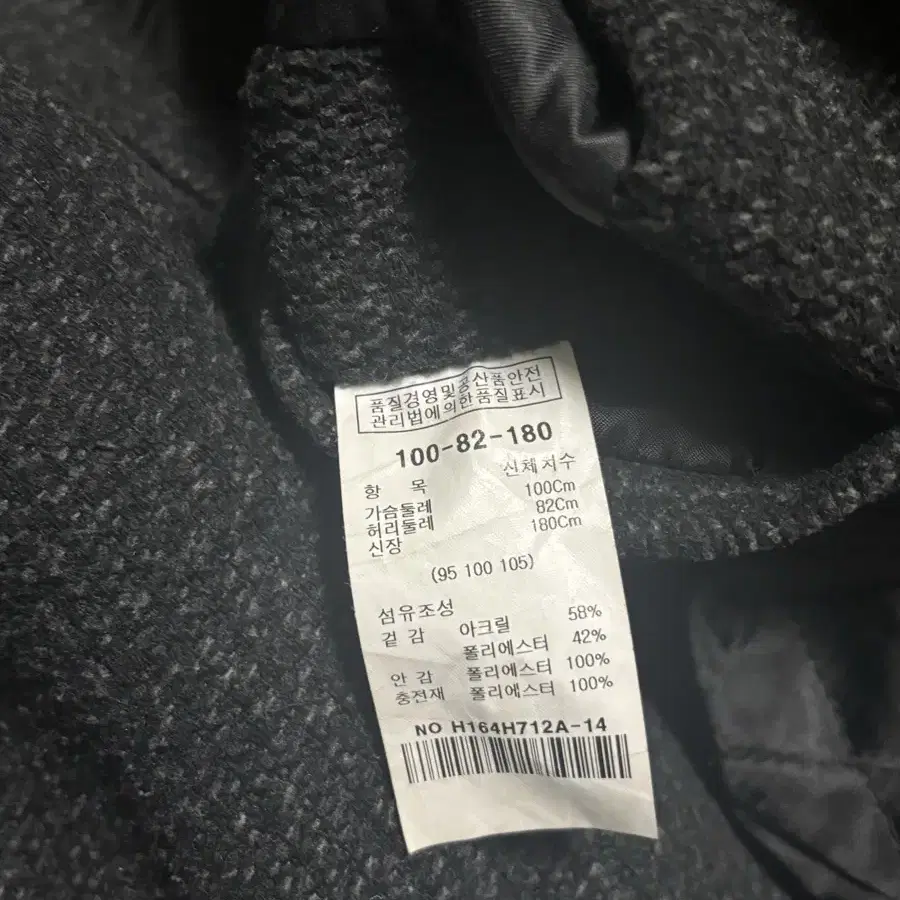 품질경영및공산품안전
관리법에의한품질표시
100-82-180
항 목 신체치수
가슴둘레 100Cm
허리둘레 82Cm
신장 180Cm
(95 100 105)
섬유조성
겉 감 아크릴 58%
폴리에스터 42%
안 감 폴리에스터 100%
충전재 폴리에스터 100%
NO H164H712A-14